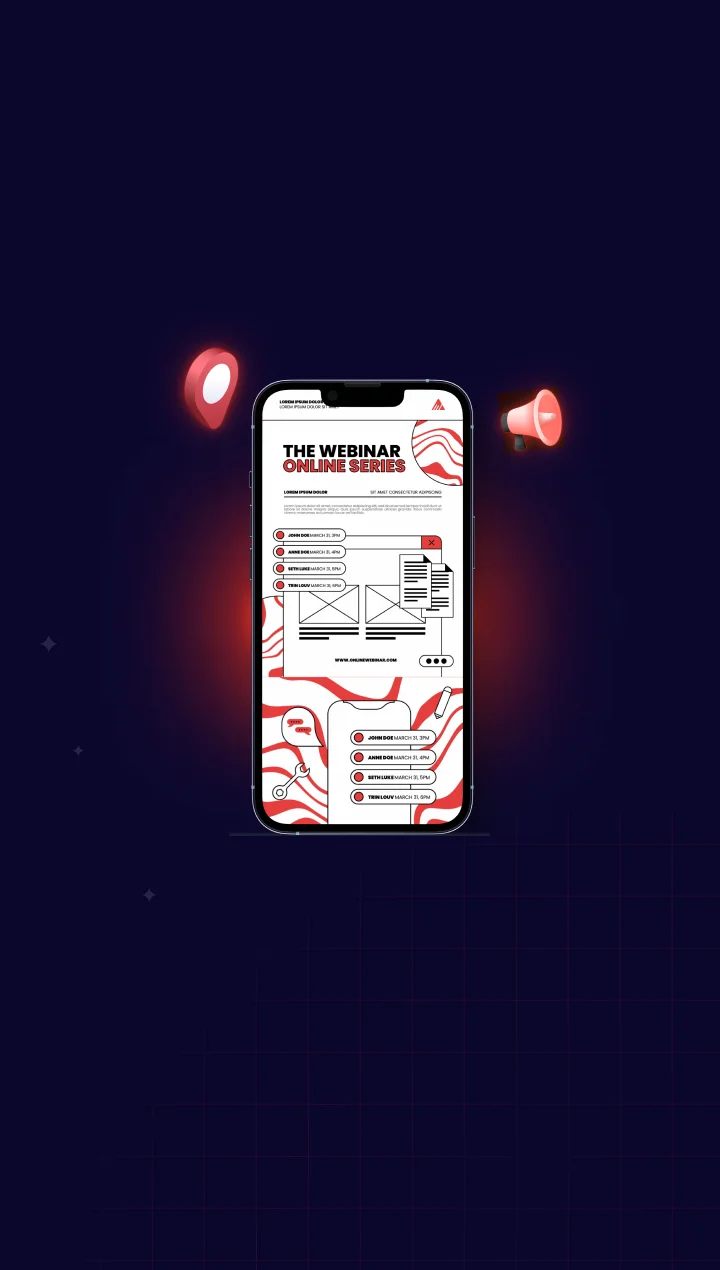 LOREM IPSUM DOLOR
LOREM IPSUM DOLOR SIT
THE WEBINAR
ONLINE SERIES
LOREM IPSUM DOLOR
SIT AMET CONSECTETUR ADIPISCING
JOHN DOE MARCH 31, 3PM
ANNE DOE MARCH 31, 4PM
SETH LUKE MARCH 31, 5PM
TRIN LOUV MARCH 31, 6PM
WWW.ONLINEWEBINAR.COM
JOHN DOE MARCH 31, 3PM
ANNE DOE MARCH 31, 4PM
SETH LUKE MARCH 31, 5PM
TRIN LOUV MARCH 31, 6PM